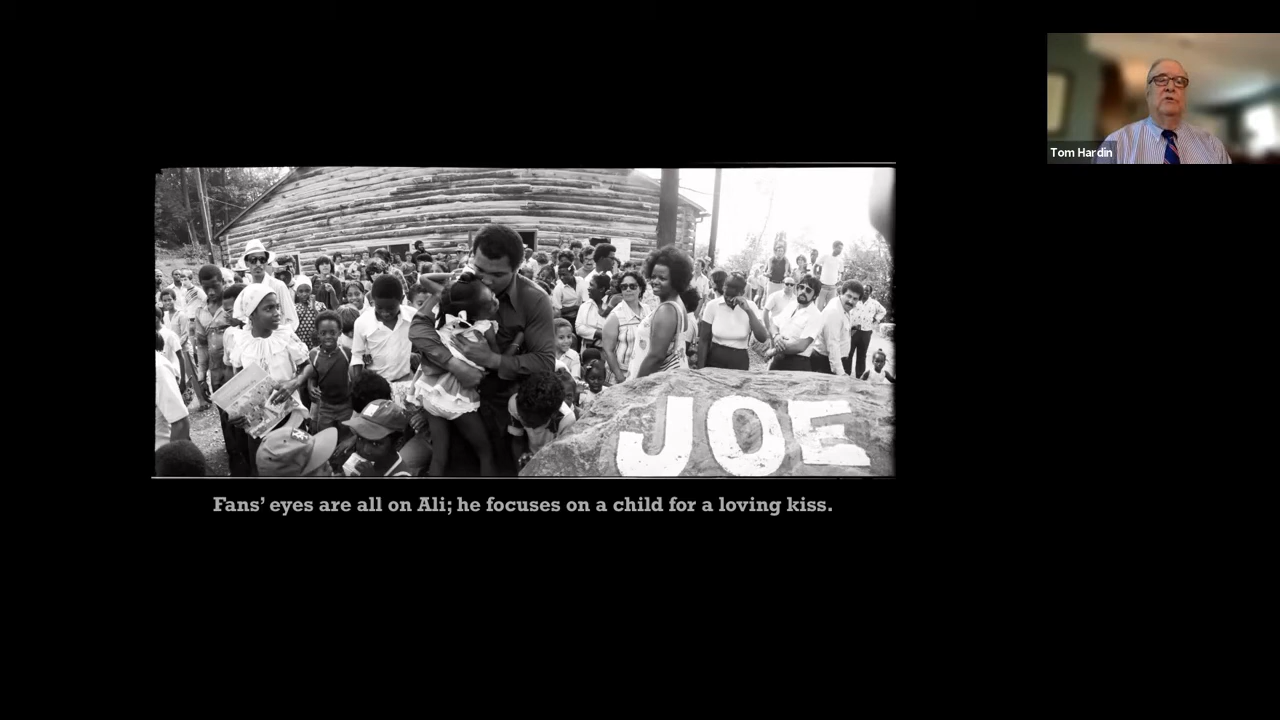 Tom Hardin
JOE
Fans’ eyes are all on Ali; he focuses on a child for a loving kiss.